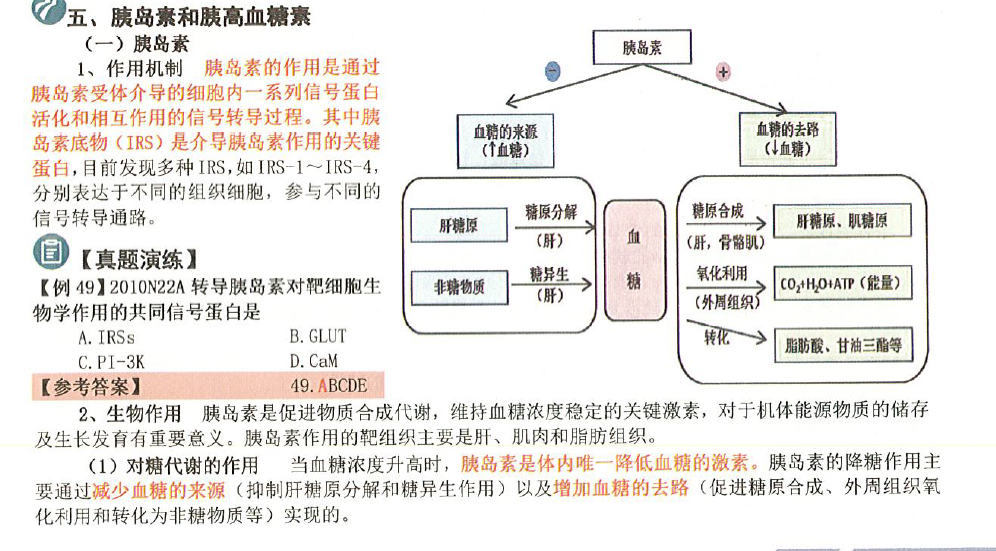 五、胰岛素和胰高血糖素
（一）胰岛素
1、作用机制　胰岛素的作用是通过
胰岛素受体介导的细胞内一系列信号蛋白
活化和相互作用的信号转导过程。其中胰
岛素底物（IRS）是介导胰岛素作用的关键
蛋白，目前发现多种IRS，如IRS-1～IRS-4，
分别表达于不同的组织细胞，参与不同的
信号转导通路。
【真题演练】
【例49】2010N22A 转导胰岛素对靶细胞生
物学作用的共同信号蛋白是
A.IRSs　B.GLUT
C.PI-3K　D.CaM
【参考答案】　49.ABCDE
胰岛素
−　+
血糖的来源
（↑血糖）
血糖的去路
（↓血糖）
肝糖原
糖原分解
（肝）
非糖物质
糖异生
（肝）
血
糖
糖原合成
（肝，骨骼肌）
肝糖原、肌糖原
氧化利用
（外周组织）
CO₂+H₂O+ATP（能量）
转化
脂肪酸、甘油三酯等
2、生物作用　胰岛素是促进物质合成代谢，维持血糖浓度稳定的关键激素，对于机体能源物质的储存
及生长发育有重要意义。胰岛素作用的靶组织主要是肝、肌肉和脂肪组织。
（1）对糖代谢的作用　当血糖浓度升高时，胰岛素是体内唯一降低血糖的激素。胰岛素的降糖作用主
要通过减少血糖的来源（抑制肝糖原分解和糖异生作用）以及增加血糖的去路（促进糖原合成、外周组织氧
化利用和转化为非糖物质等）实现的。